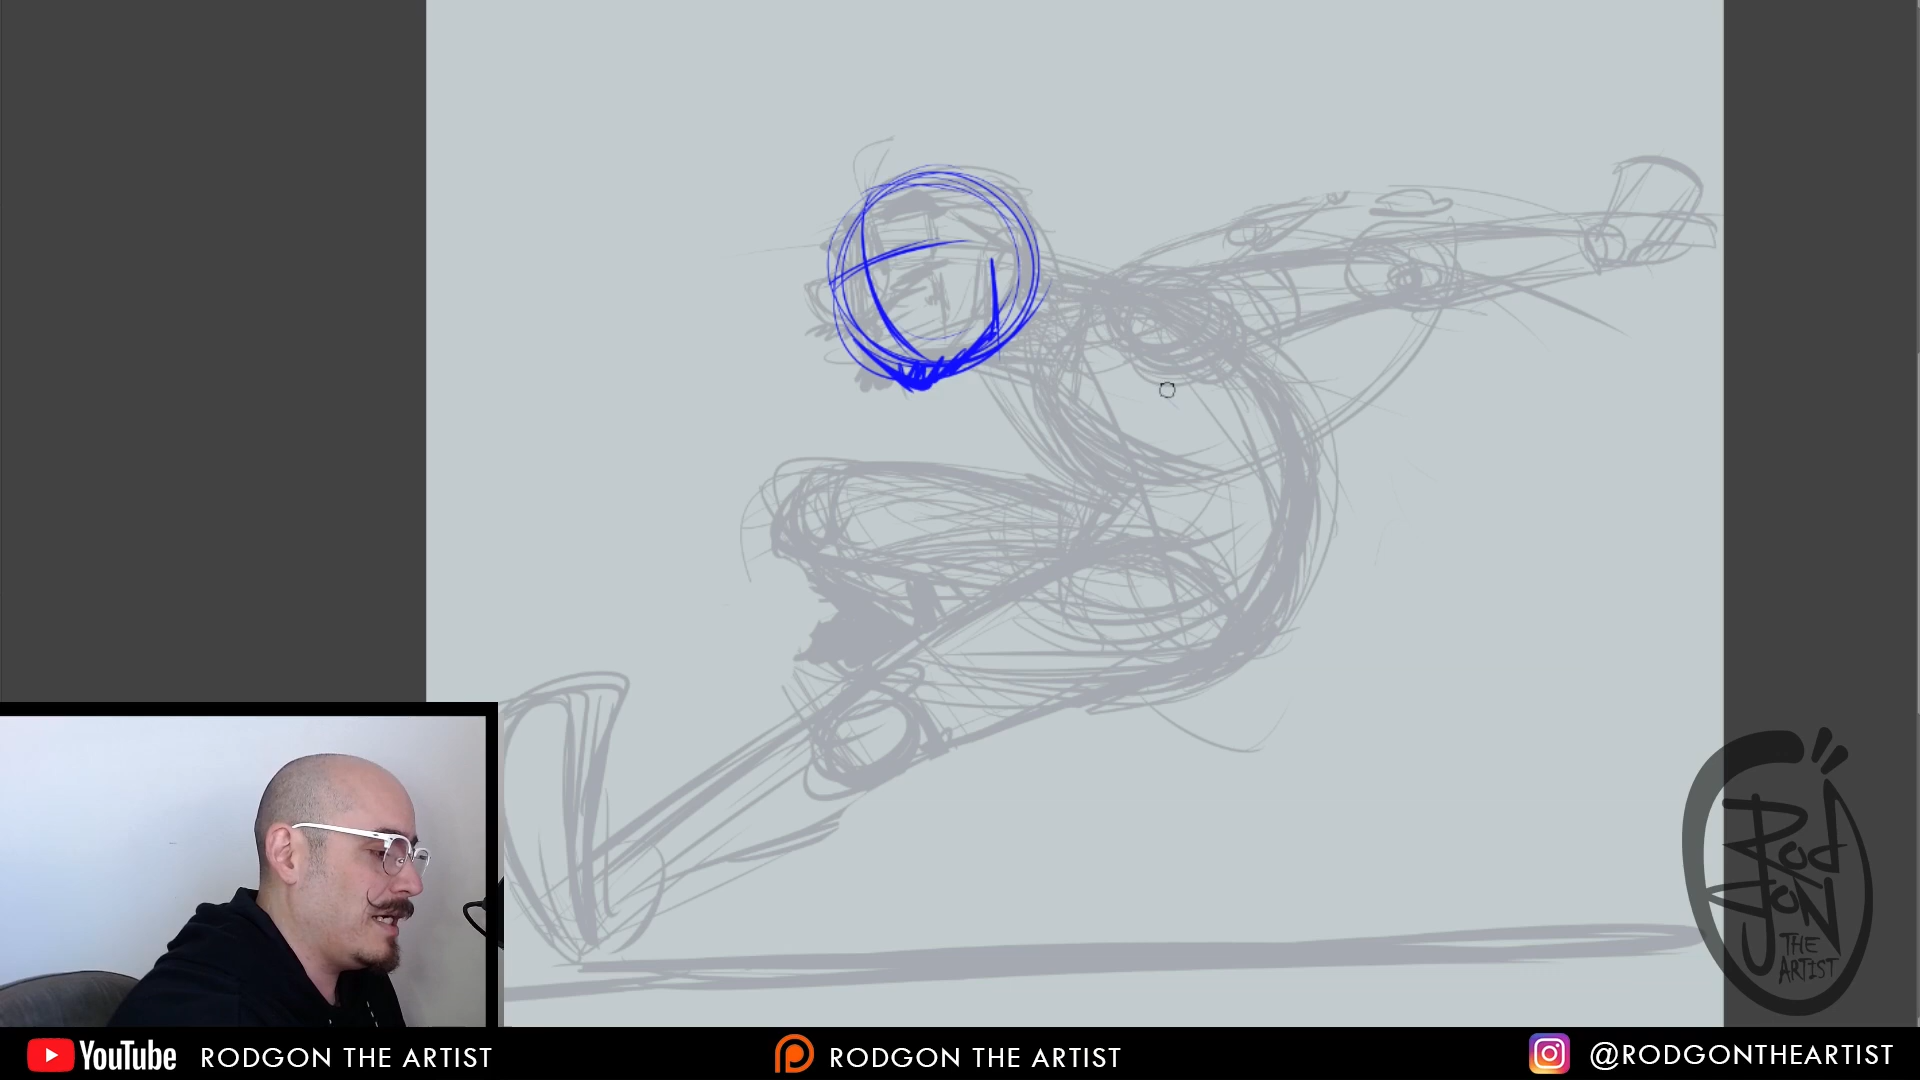 ROD
GON
THE
ARTIST
YouTube RODGON THE ARTIST
RODGON THE ARTIST
@RODGONTHEARTIST